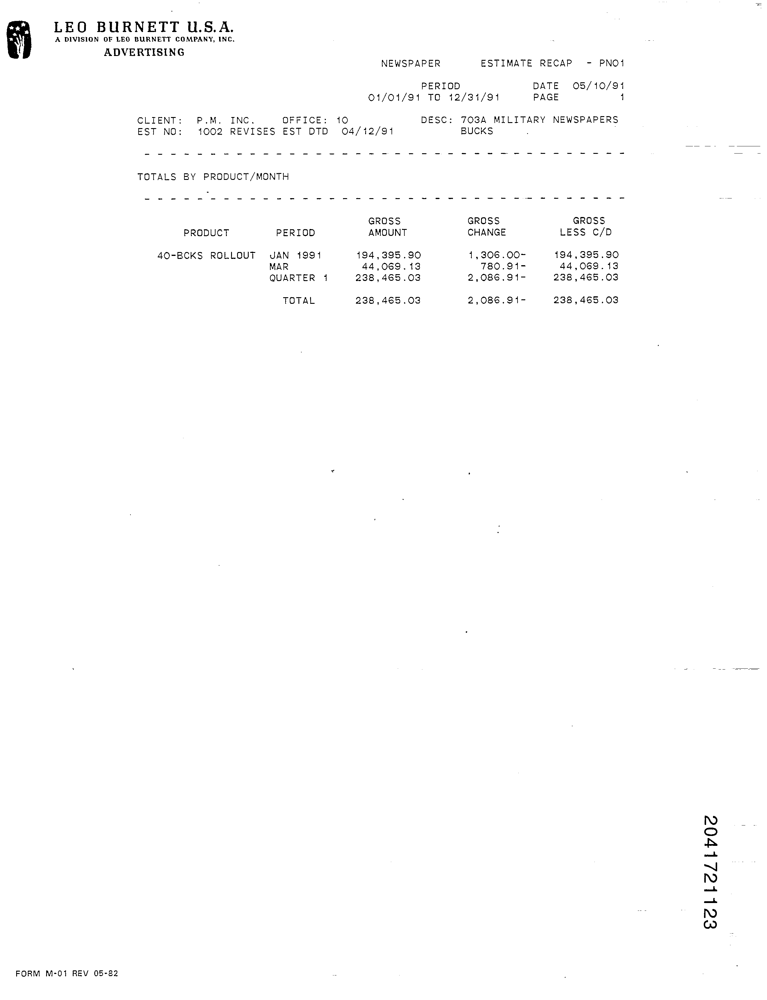 LEO BURNETT U.S.A.
A DIVISION OF LEO BURNETT COMPANY, INC.
ADVERTISING
NEWSPAPER ESTIMATE RECAP - PNO1
PERIOD DATE 05/10/91
01/01/91 TO 12/31/91 PAGE 1
CLIENT: P.M. INC. OFFICE: 10 DESC: 703A MILITARY NEWSPAPERS
EST NO: 1002 REVISES EST DTD 04/12/91 BUCKS
TOTALS BY PRODUCT/MONTH
GROSS GROSS GROSS
PRODUCT PERIOD AMOUNT CHANGE LESS C/D
40-BCKS ROLLOUT JAN 1991 194,395.90 1,306.00- 194,395.90
MAR 44,069.13 780.91- 44,069.13
QUARTER 1 238,465.03 2,086.91- 238,465.03
TOTAL 238,465.03 2,086.91- 238,465.03
2041721123
FORM M-01 REV 05-82